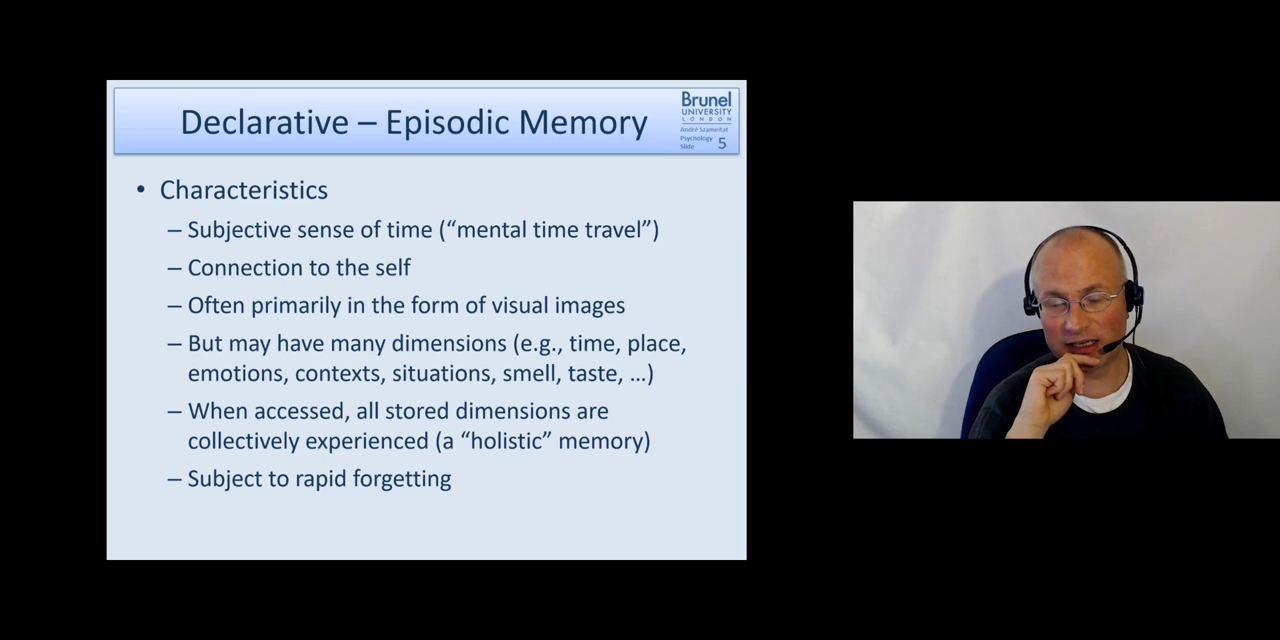 Declarative – Episodic Memory
Brunel
UNIVERSITY
LONDON
André Szameitat
Psychology
Slide 5
• Characteristics
– Subjective sense of time (“mental time travel”)
– Connection to the self
– Often primarily in the form of visual images
– But may have many dimensions (e.g., time, place,
emotions, contexts, situations, smell, taste, …)
– When accessed, all stored dimensions are
collectively experienced (a “holistic” memory)
– Subject to rapid forgetting